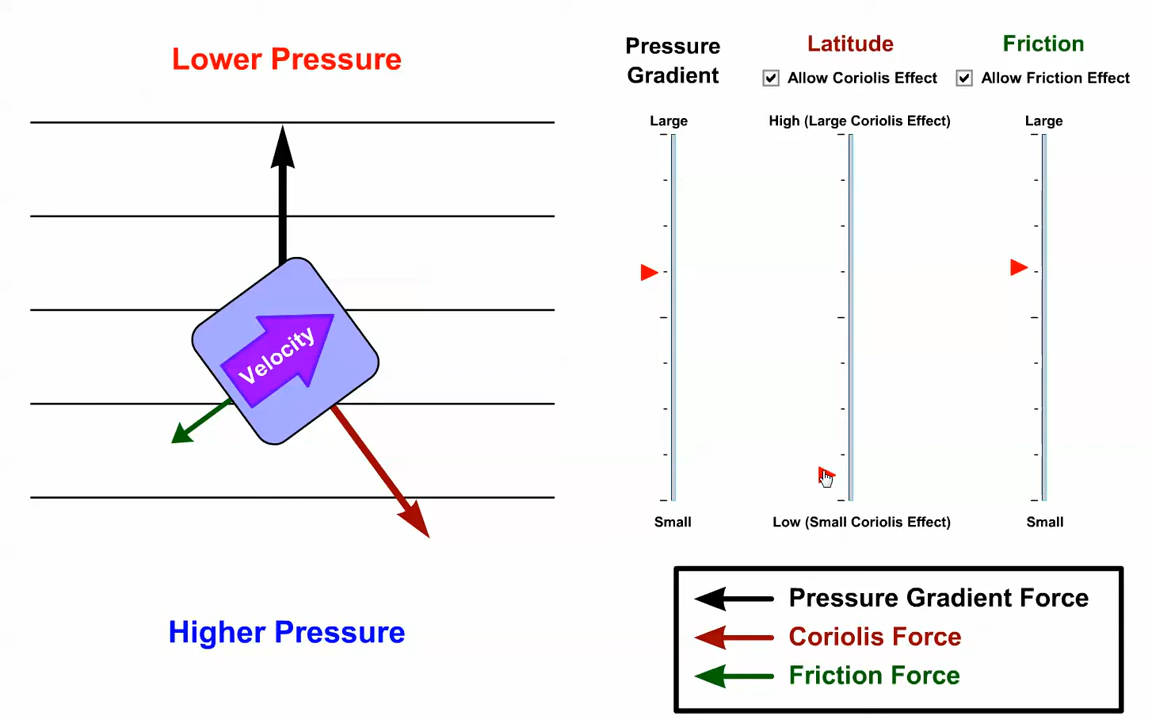 Lower Pressure
Velocity
Higher Pressure
Pressure
Gradient
Large
Small
Latitude
Allow Coriolis Effect
High (Large Coriolis Effect)
Low (Small Coriolis Effect)
Friction
Allow Friction Effect
Large
Small
Pressure Gradient Force
Coriolis Force
Friction Force